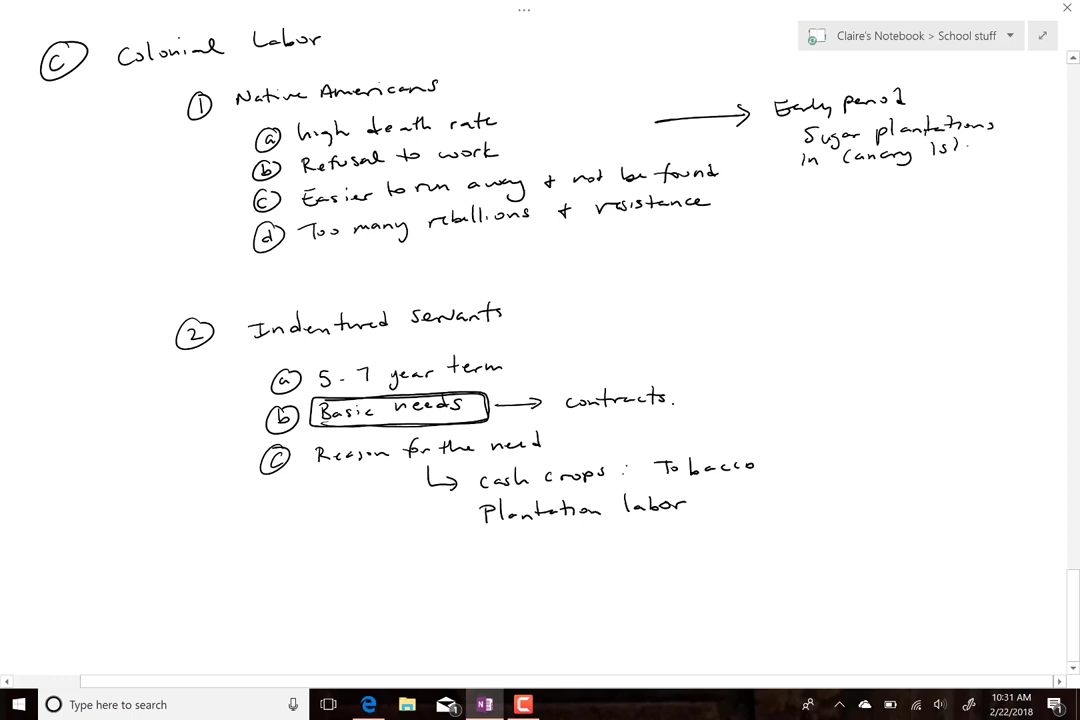 ...
Claire's Notebook > School stuff
C Colonial Labor
1 Native Americans
a high death rate
b Refusal to work
c Easier to run away + not be found
d Too many rebellions + resistance
→ Early period
Sugar plantations
in Canary Isl.
2 Indentured servants
a 5-7 year term
b Basic needs → contracts.
c Reason for the need
↳ cash crops : Tobacco
Plantation labor
Type here to search
10:31 AM
2/22/2018